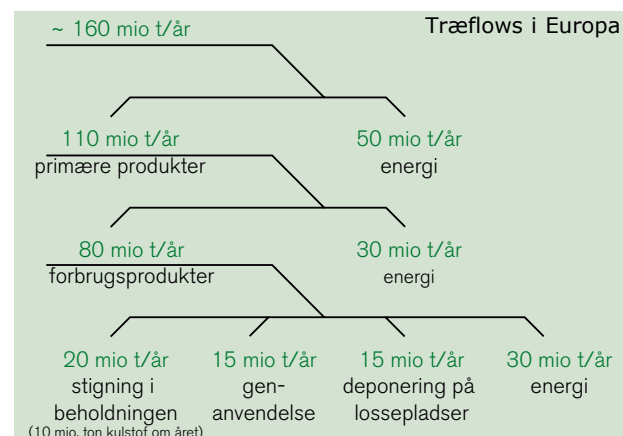 Træflows i Europa
~ 160 mio t/år
110 mio t/år
primære produkter
50 mio t/år
energi
80 mio t/år
forbrugsprodukter
30 mio t/år
energi
20 mio t/år
stigning i
beholdningen
(10 mio. ton kulstof om året)
15 mio t/år
gen-
anvendelse
15 mio t/år
deponering på
lossepladser
30 mio t/år
energi